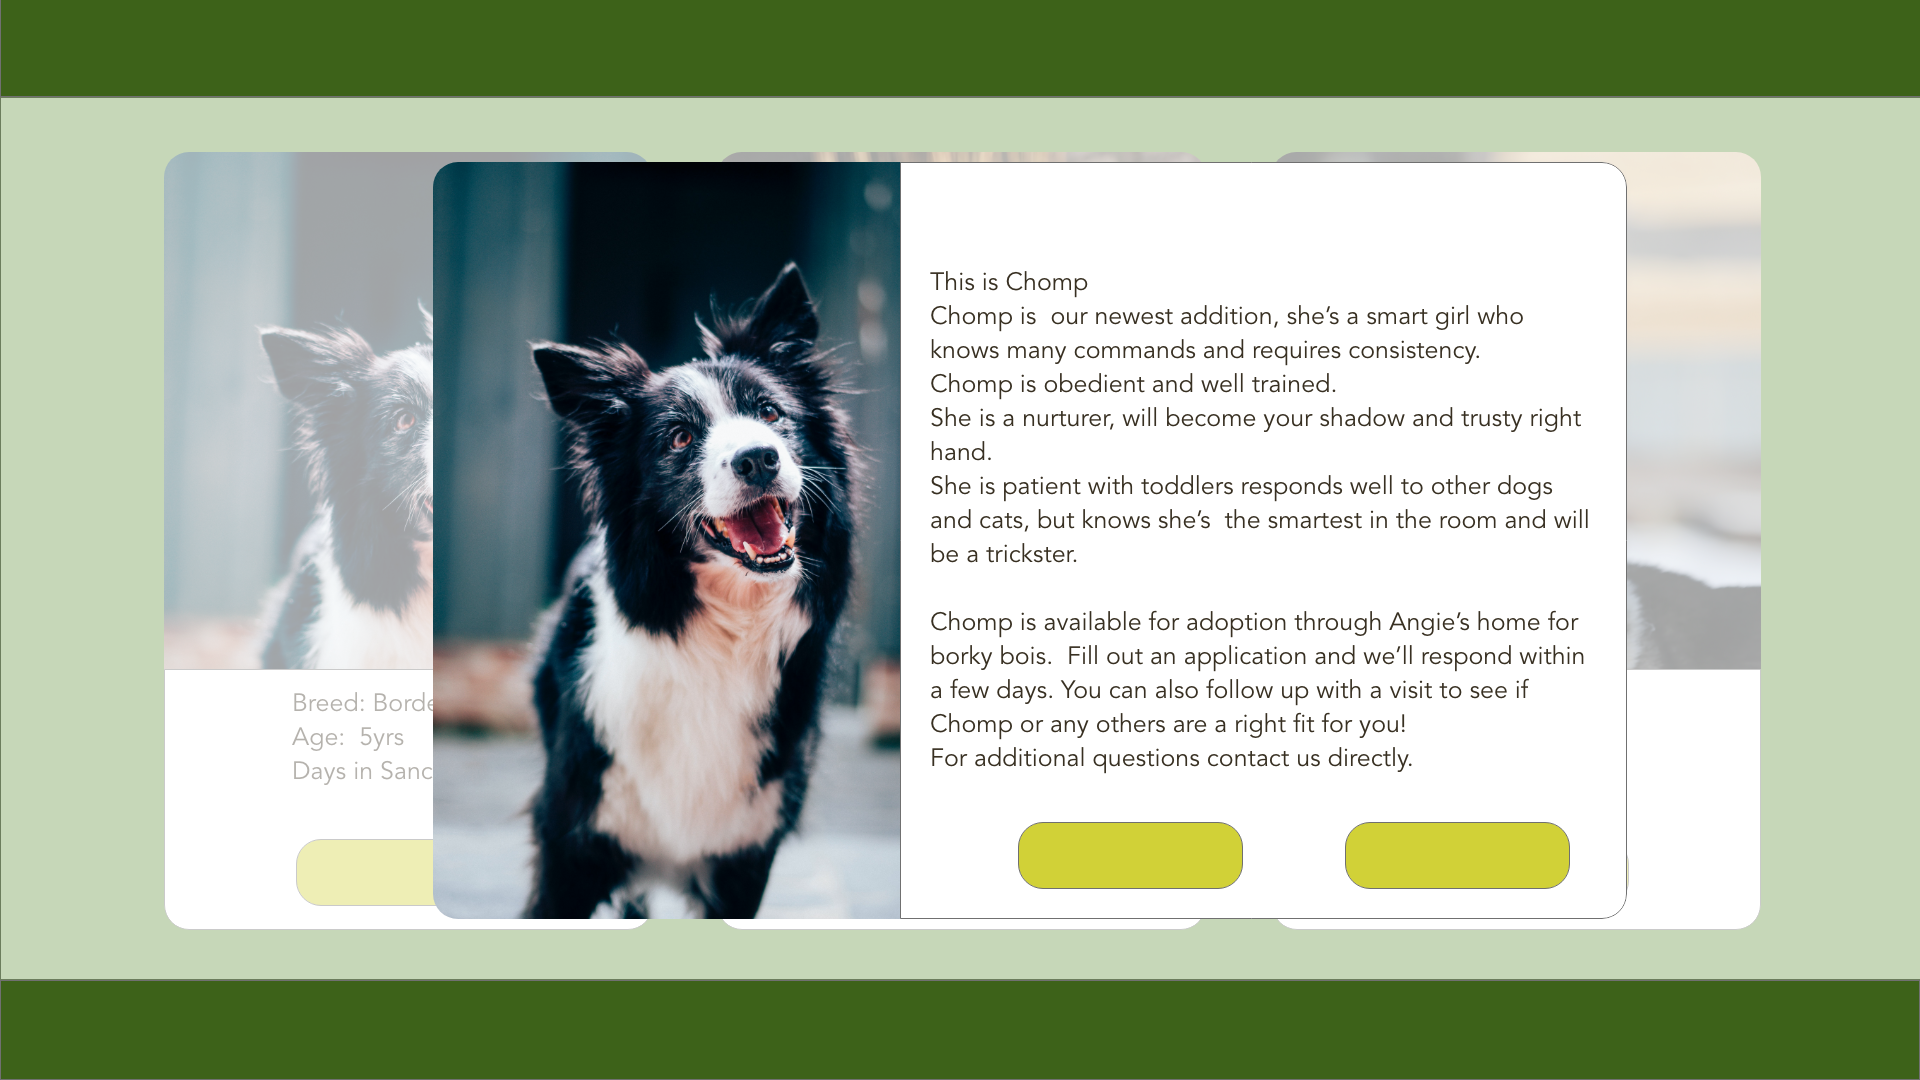 This is Chomp
Chomp is  our newest addition, she’s a smart girl who
knows many commands and requires consistency.
Chomp is obedient and well trained.
She is a nurturer, will become your shadow and trusty right
hand.
She is patient with toddlers responds well to other dogs
and cats, but knows she’s  the smartest in the room and will
be a trickster.
Chomp is available for adoption through Angie’s home for
borky bois.  Fill out an application and we’ll respond within
a few days. You can also follow up with a visit to see if
Chomp or any others are a right fit for you!
For additional questions contact us directly.
Breed: Borde
Age:  5yrs
Days in Sanc